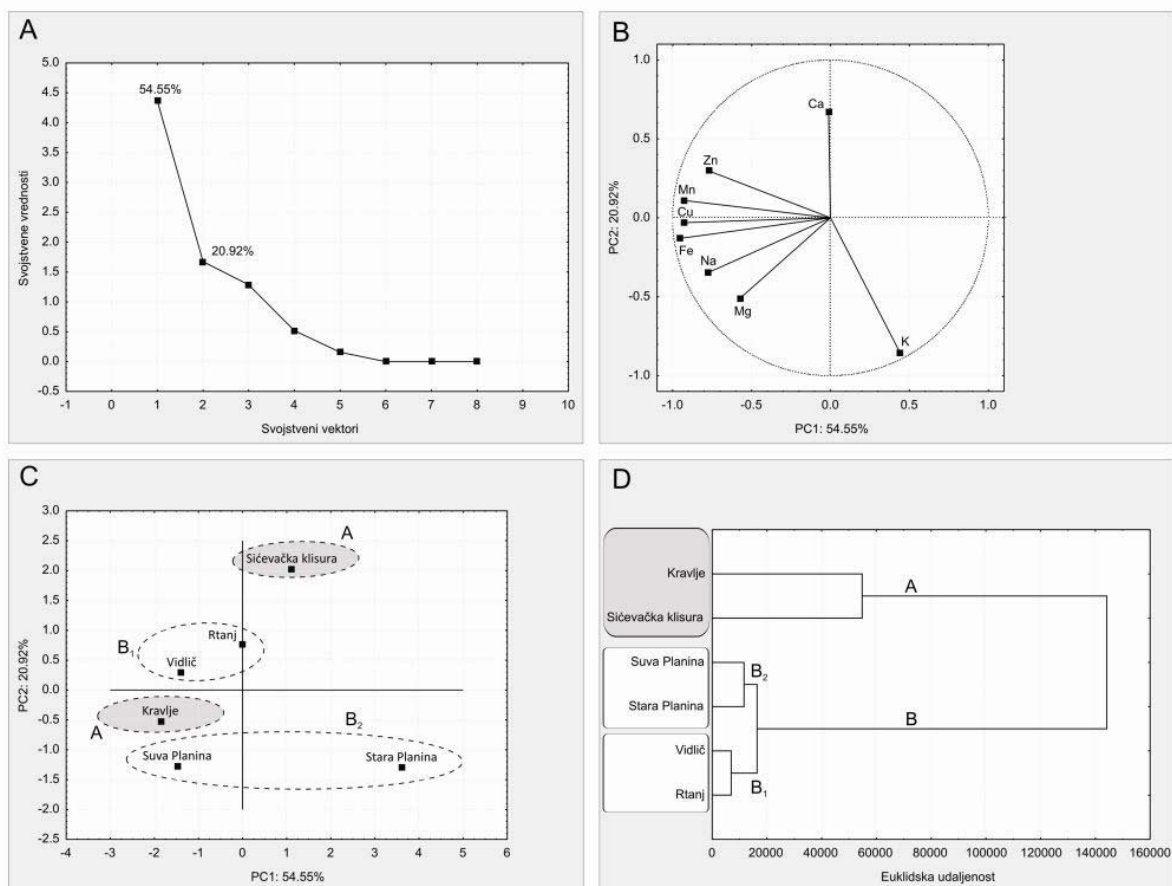 A
Svojstvene vrednosti
5.0
4.5
4.0
3.5
3.0
2.5
2.0
1.5
1.0
0.5
0.0
-0.5
54.55%
20.92%
-1 0 1 2 3 4 5 6 7 8 9 10
Svojstveni vektori
B
PC2: 20.92%
1.0
0.5
0.0
-0.5
-1.0
Ca
Zn
Mn
Cu
Fe
Na
Mg
K
-1.0 -0.5 0.0 0.5 1.0
PC1: 54.55%
C
PC2: 20.92%
3.0
2.5
2.0
1.5
1.0
0.5
0.0
-0.5
-1.0
-1.5
-2.0
-2.5
A
Sićevačka klisura
Rtanj
B1
Vidlič
Kravlje
A
B2
Suva Planina
Stara Planina
-4 -3 -2 -1 0 1 2 3 4 5 6
PC1: 54.55%
D
Kravlje
A
Sićevačka klisura
Suva Planina
B2
Stara Planina
B
Vidlič
B1
Rtanj
0 20000 40000 60000 80000 100000 120000 140000 160000
Euklidska udaljenost